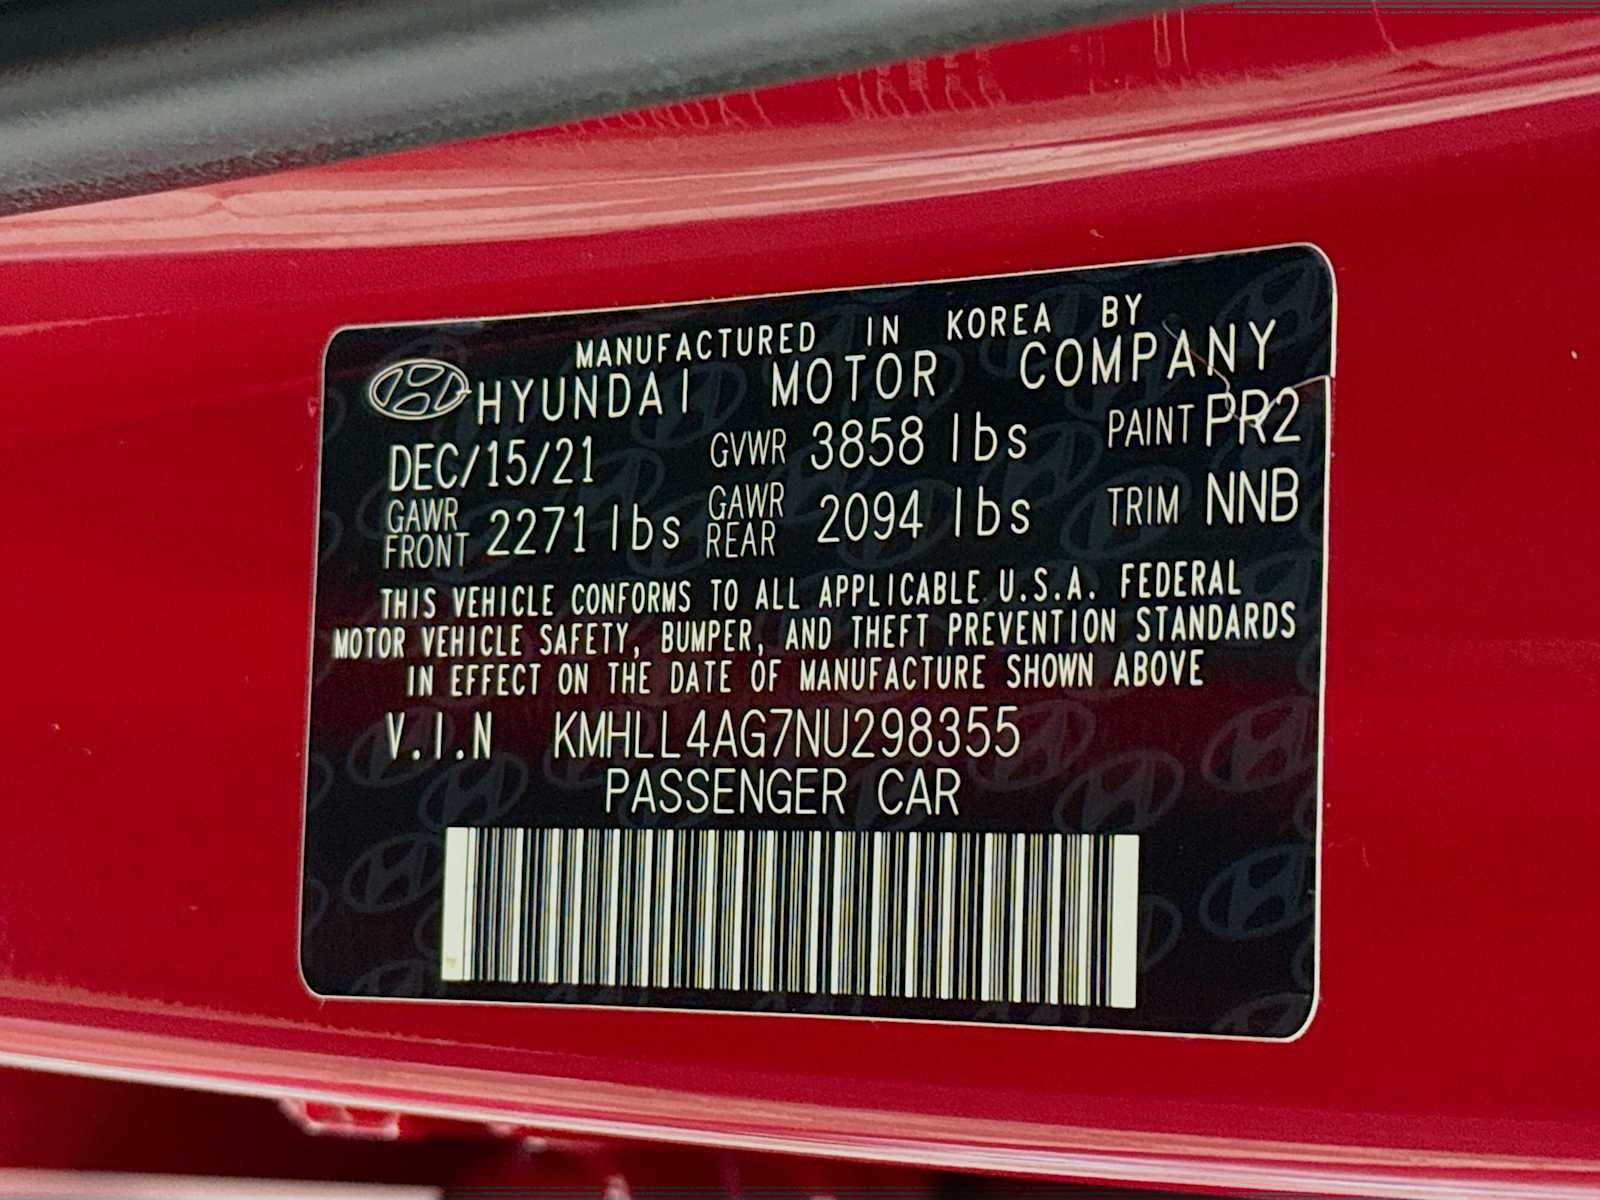 MANUFACTURED IN KOREA BY
HYUNDAI MOTOR COMPANY
DEC/15/21 GVWR 3858 lbs PAINT PR2
GAWR FRONT 2271 lbs GAWR REAR 2094 lbs TRIM NNB
THIS VEHICLE CONFORMS TO ALL APPLICABLE U.S.A. FEDERAL
MOTOR VEHICLE SAFETY, BUMPER, AND THEFT PREVENTION STANDARDS
IN EFFECT ON THE DATE OF MANUFACTURE SHOWN ABOVE
V.I.N KMHLL4AG7NU298355
PASSENGER CAR